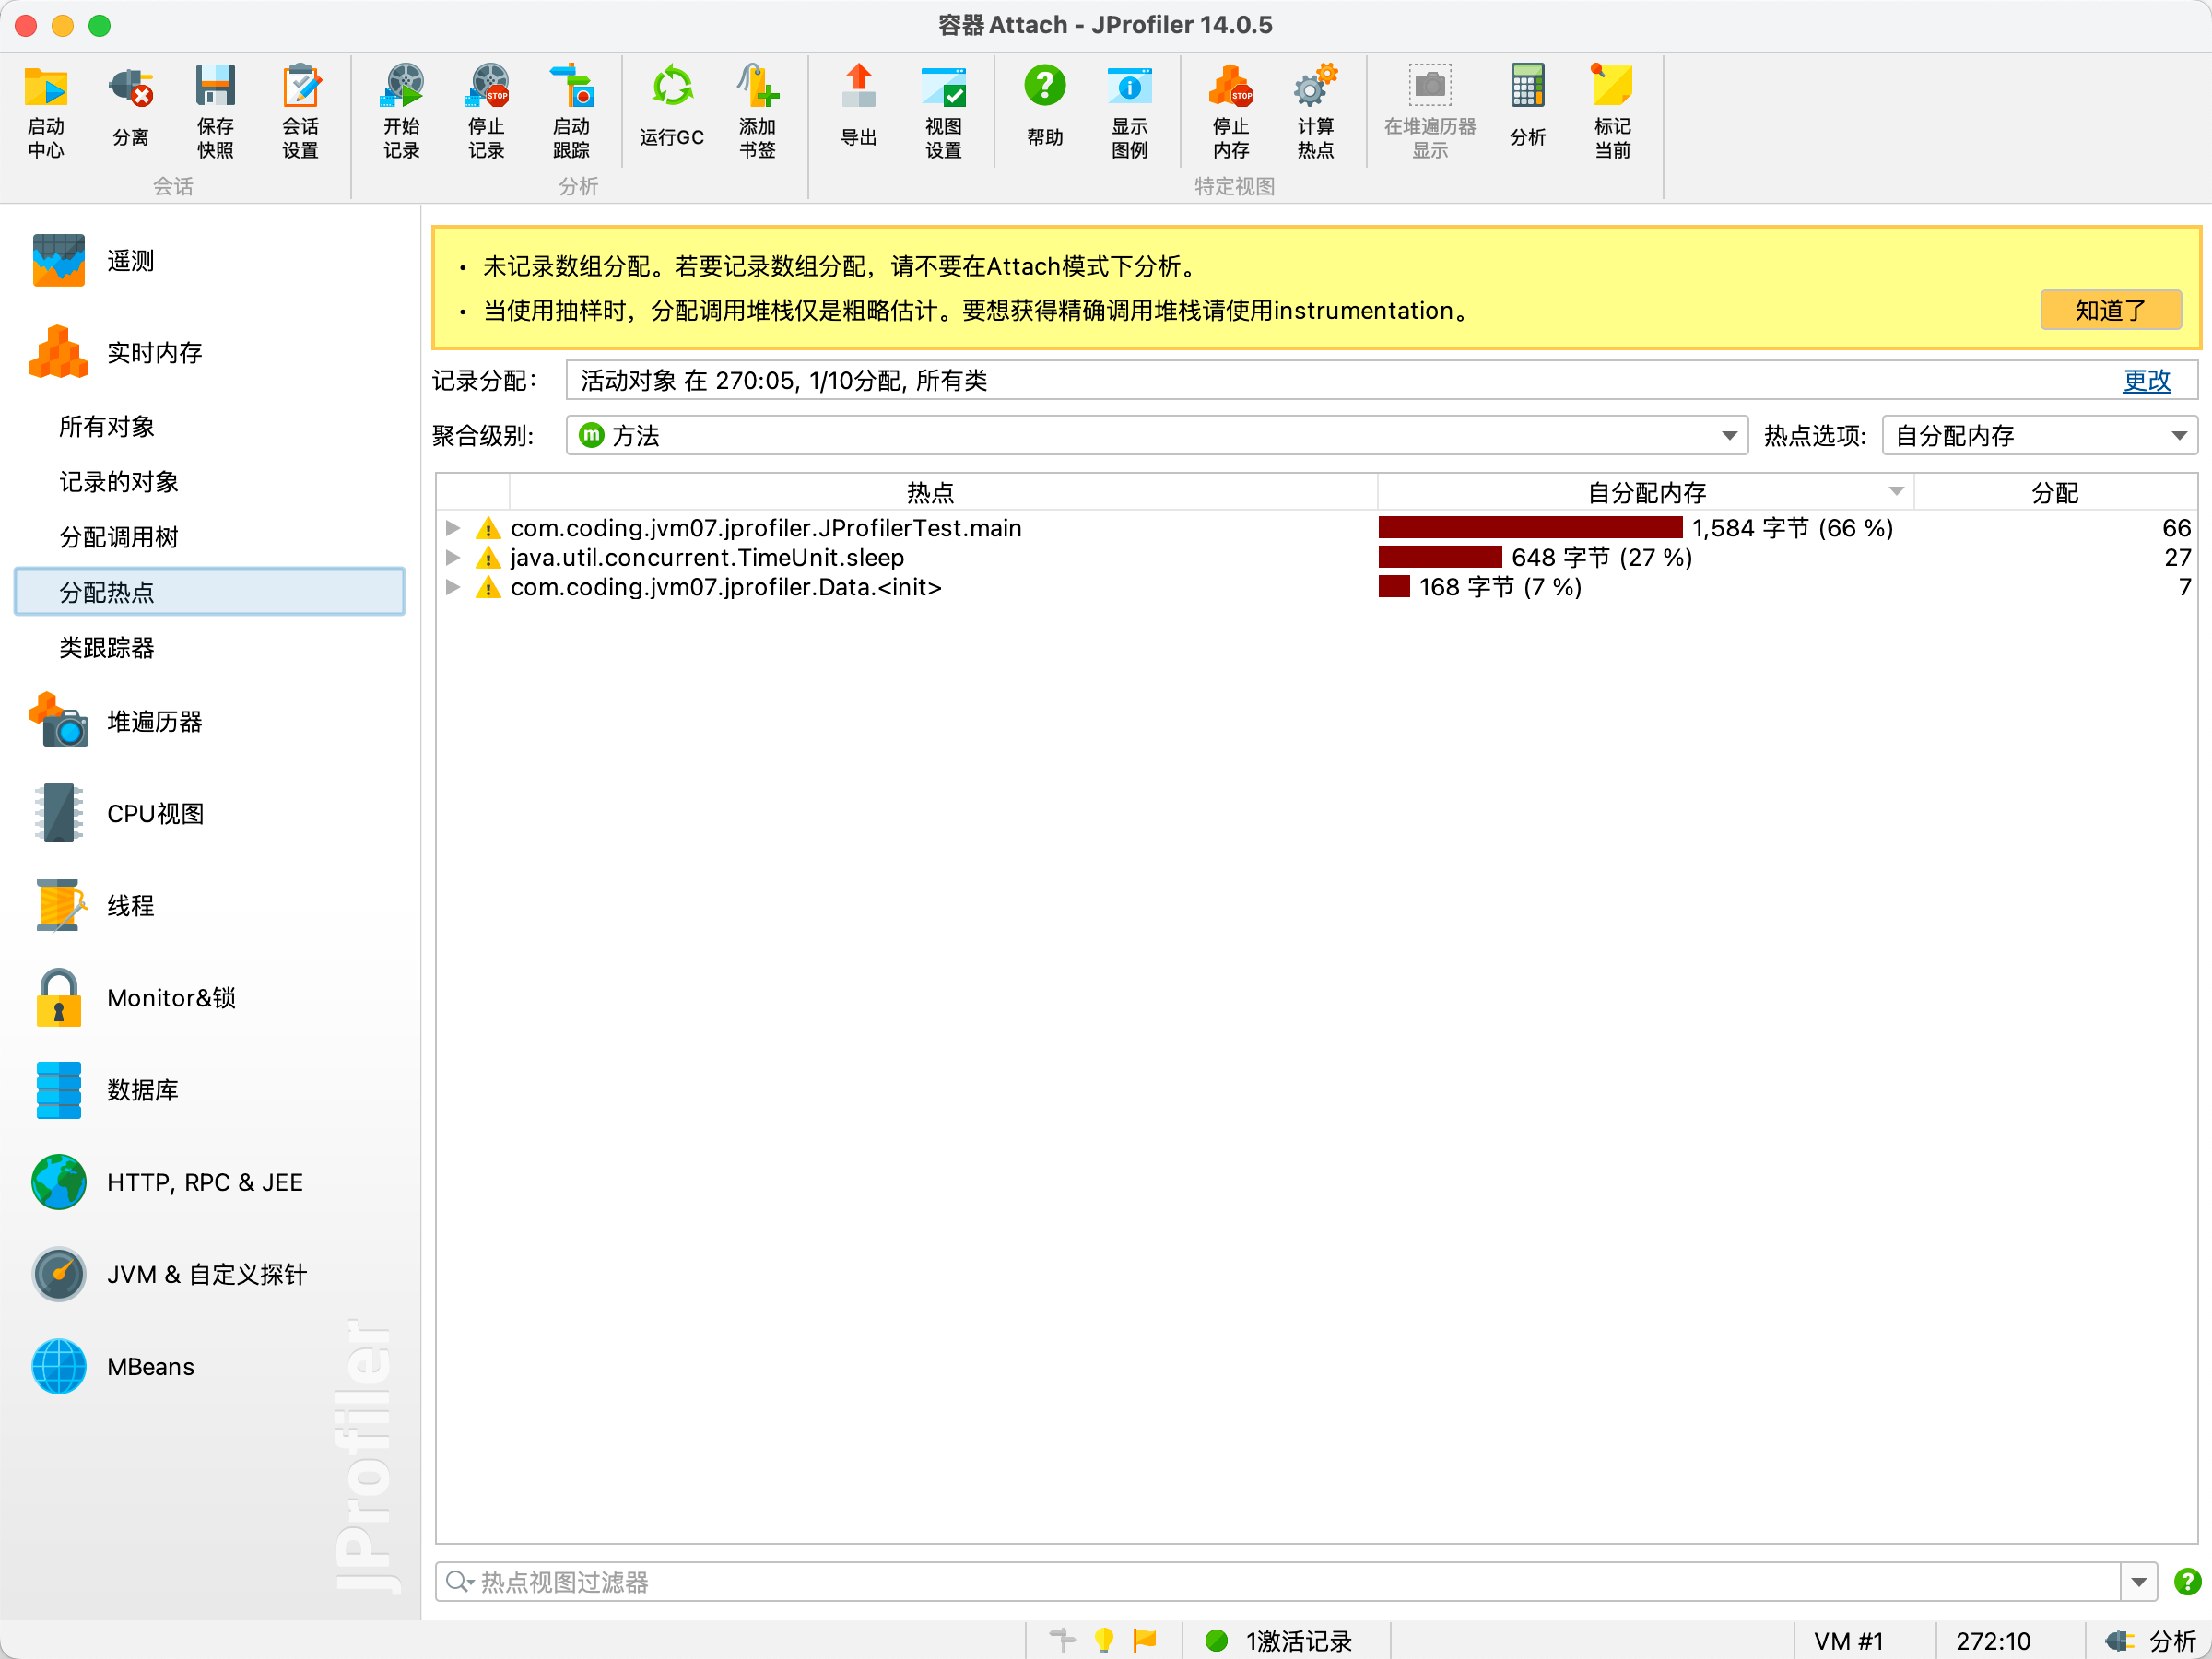 容器 Attach - JProfiler 14.0.5
启动中心
分离
保存快照
会话设置
开始记录
停止记录
启动跟踪
运行GC
添加书签
导出
视图设置
帮助
显示图例
停止内存
计算热点
在堆遍历器显示
分析
标记当前
会话
分析
特定视图
遥测
实时内存
所有对象
记录的对象
分配调用树
分配热点
类跟踪器
堆遍历器
CPU视图
线程
Monitor&锁
数据库
HTTP, RPC & JEE
JVM & 自定义探针
MBeans
JProfiler
• 未记录数组分配。若要记录数组分配，请不要在Attach模式下分析。
• 当使用抽样时，分配调用堆栈仅是粗略估计。要想获得精确调用堆栈请使用instrumentation。
知道了
记录分配： 活动对象 在 270:05, 1/10分配, 所有类 更改
聚合级别: m 方法 热点选项: 自分配内存
热点 自分配内存 分配
com.coding.jvm07.jprofiler.JProfilerTest.main 1,584 字节 (66 %) 66
java.util.concurrent.TimeUnit.sleep 648 字节 (27 %) 27
com.coding.jvm07.jprofiler.Data.<init> 168 字节 (7 %) 7
热点视图过滤器
1激活记录 VM #1 272:10 分析